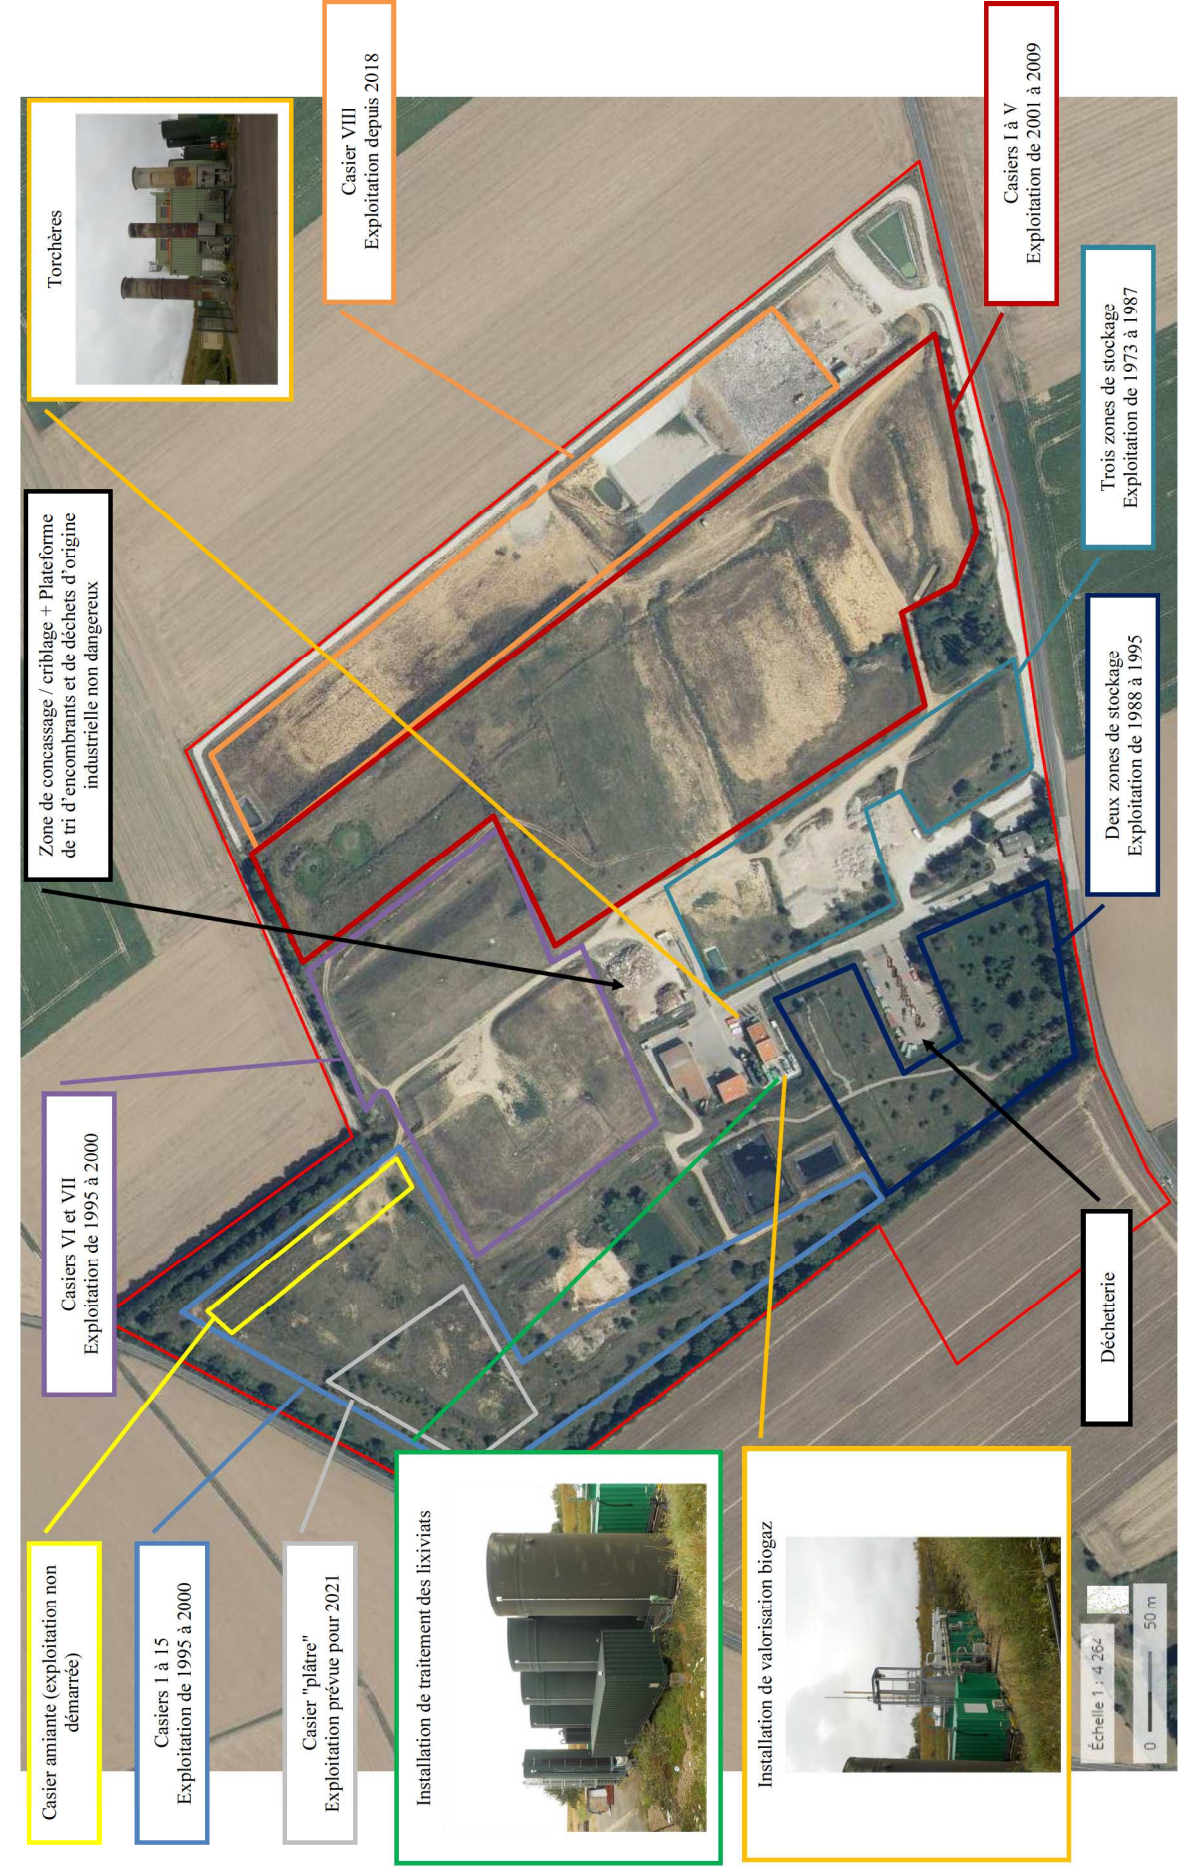 Casier amiante (exploitation non
démarrée)
Casiers 1 à 15
Exploitation de 1995 à 2000
Casier "plâtre"
Exploitation prévue pour 2021
Installation de traitement des lixiviats
Installation de valorisation biogaz
Échelle 1 : 4 264
0 50 m
Casiers VI et VII
Exploitation de 1995 à 2000
Déchetterie
Zone de concassage / criblage + Plateforme
de tri d'encombrants et de déchets d'origine
industrielle non dangereux
Deux zones de stockage
Exploitation de 1988 à 1995
Trois zones de stockage
Exploitation de 1973 à 1987
Torchères
Casier VIII
Exploitation depuis 2018
Casiers I à V
Exploitation de 2001 à 2009